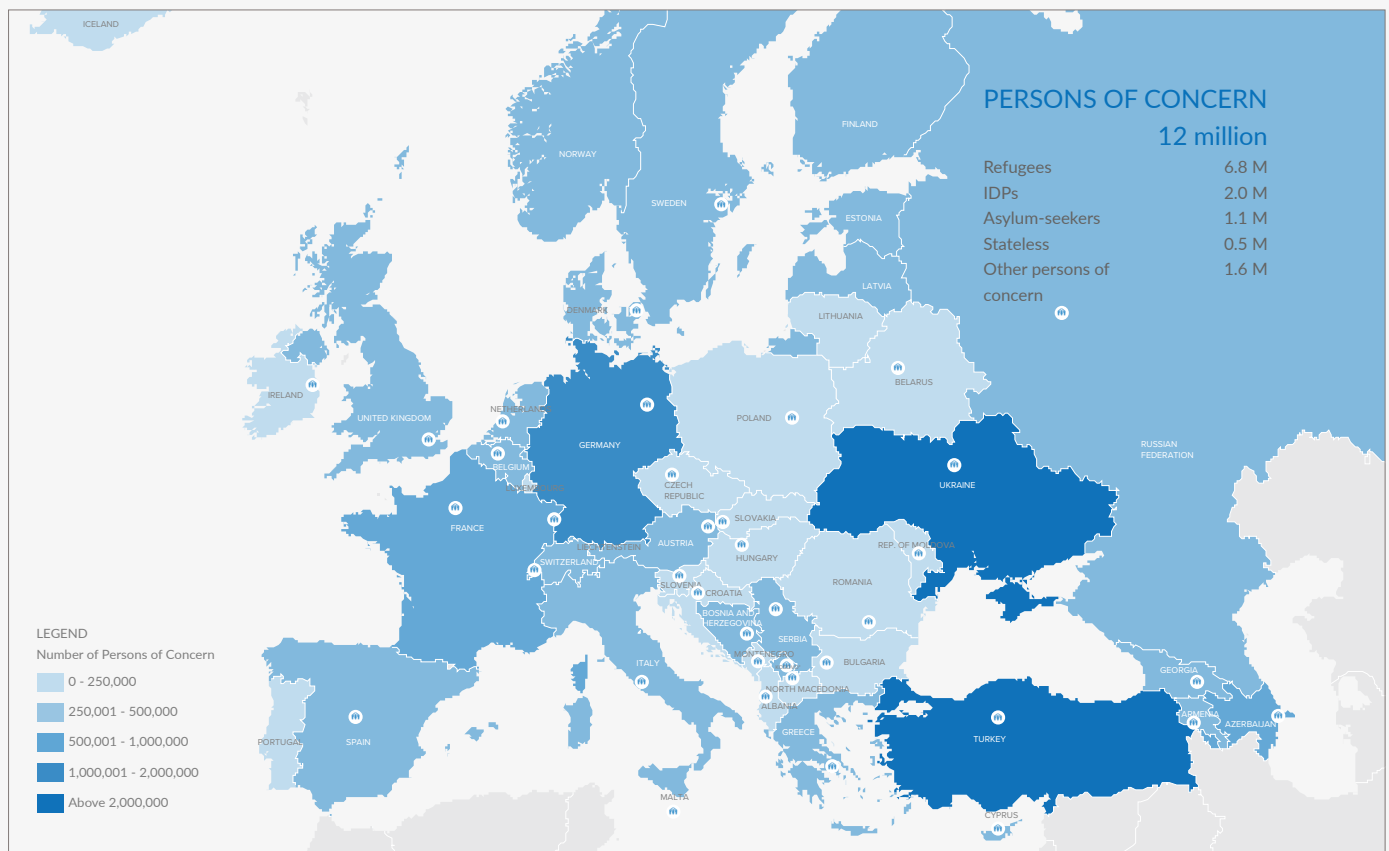 ICELAND
PERSONS OF CONCERN
12 million
Refugees 6.8 M
IDPs 2.0 M
Asylum-seekers 1.1 M
Stateless 0.5 M
Other persons of 1.6 M
concern
FINLAND
NORWAY
SWEDEN
ESTONIA
LATVIA
DENMARK
LITHUANIA
BELARUS
IRELAND
NETHERLANDS
UNITED KINGDOM
POLAND
GERMANY
RUSSIAN
FEDERATION
BELGIUM
UKRAINE
CZECH
REPUBLIC
FRANCE
SLOVAKIA
LIECHTENSTEIN
AUSTRIA
REP. OF MOLDOVA
SWITZERLAND
HUNGARY
SLOVENIA
CROATIA
ROMANIA
BOSNIA AND
HERZEGOVINA
SERBIA
MONTENEGRO
ITALY
BULGARIA
GEORGIA
NORTH MACEDONIA
ALBANIA
ARMENIA
AZERBAIJAN
PORTUGAL
SPAIN
GREECE
TURKEY
MALTA
CYPRUS
LEGEND
Number of Persons of Concern
0 - 250,000
250,001 - 500,000
500,001 - 1,000,000
1,000,001 - 2,000,000
Above 2,000,000